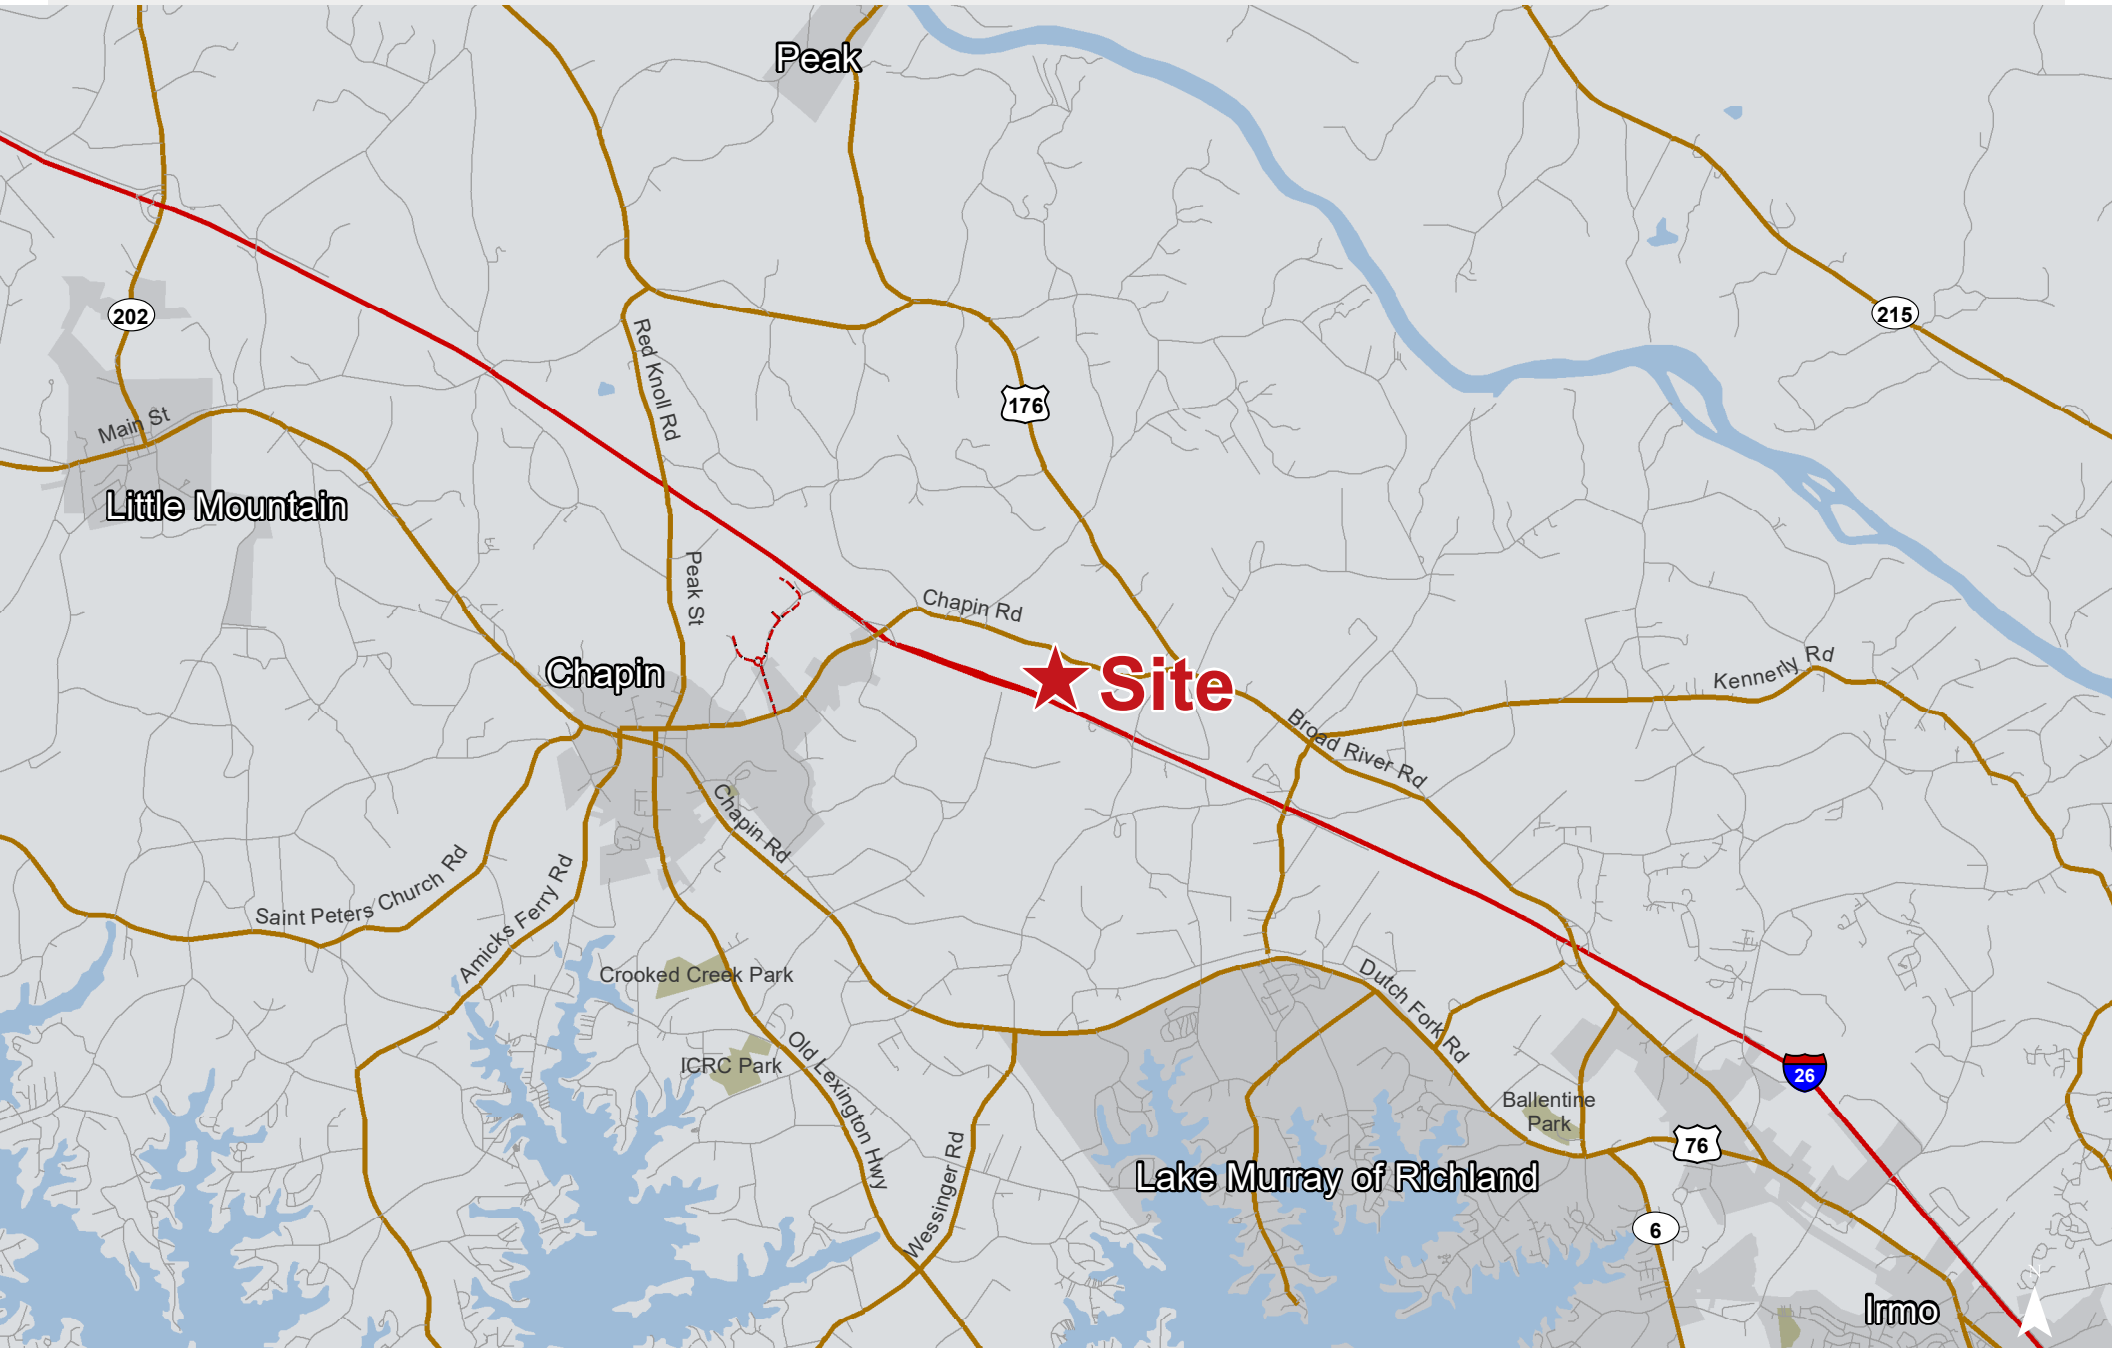 Peak
202
215
Red Knoll Rd
176
Main St
Little Mountain
Peak St
Chapin Rd
Chapin
Site
Kennerly Rd
Broad River Rd
Chapin Rd
Saint Peters Church Rd
Amicks Ferry Rd
Crooked Creek Park
Dutch Fork Rd
ICRC Park
Old Lexington Hwy
26
Ballentine
Park
76
Wessinger Rd
Lake Murray of Richland
6
N
Irmo